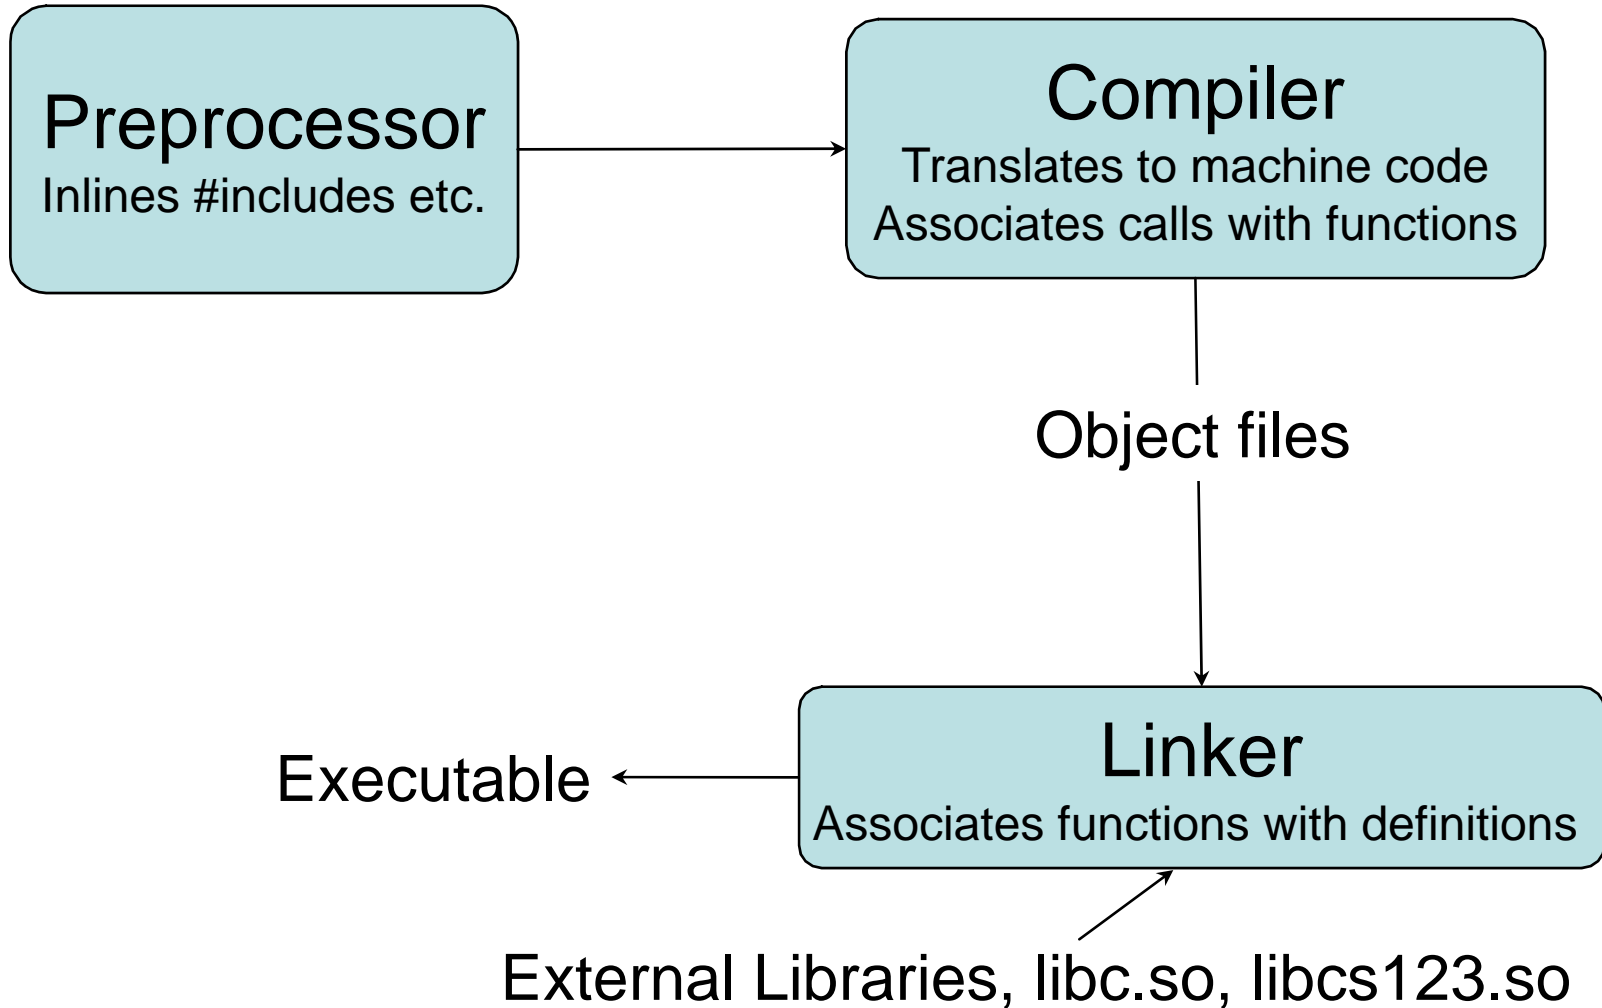 Preprocessor
Inlines #includes etc.
Compiler
Translates to machine code
Associates calls with functions
Object files
Linker
Associates functions with definitions
Executable
External Libraries, libc.so, libcs123.so